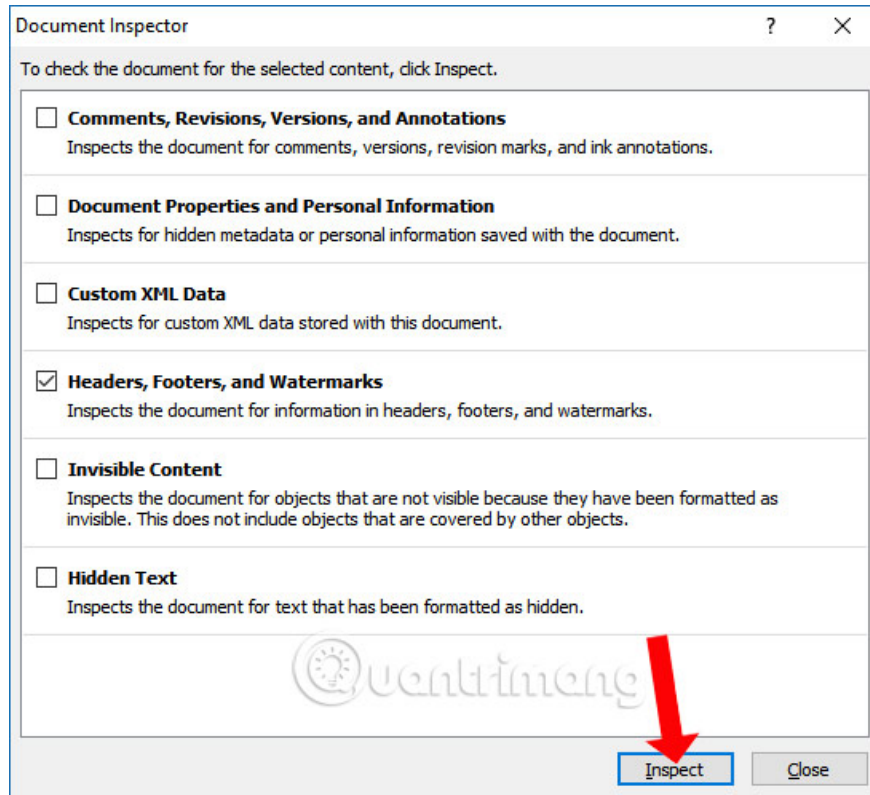 Document Inspector ?
To check the document for the selected content, click Inspect.
Comments, Revisions, Versions, and Annotations
Inspects the document for comments, versions, revision marks, and ink annotations.
Document Properties and Personal Information
Inspects for hidden metadata or personal information saved with the document.
Custom XML Data
Inspects for custom XML data stored with this document.
Headers, Footers, and Watermarks
Inspects the document for information in headers, footers, and watermarks.
Invisible Content
Inspects the document for objects that are not visible because they have been formatted as
invisible. This does not include objects that are covered by other objects.
Hidden Text
Inspects the document for text that has been formatted as hidden.
Quantrimang
Inspect Close